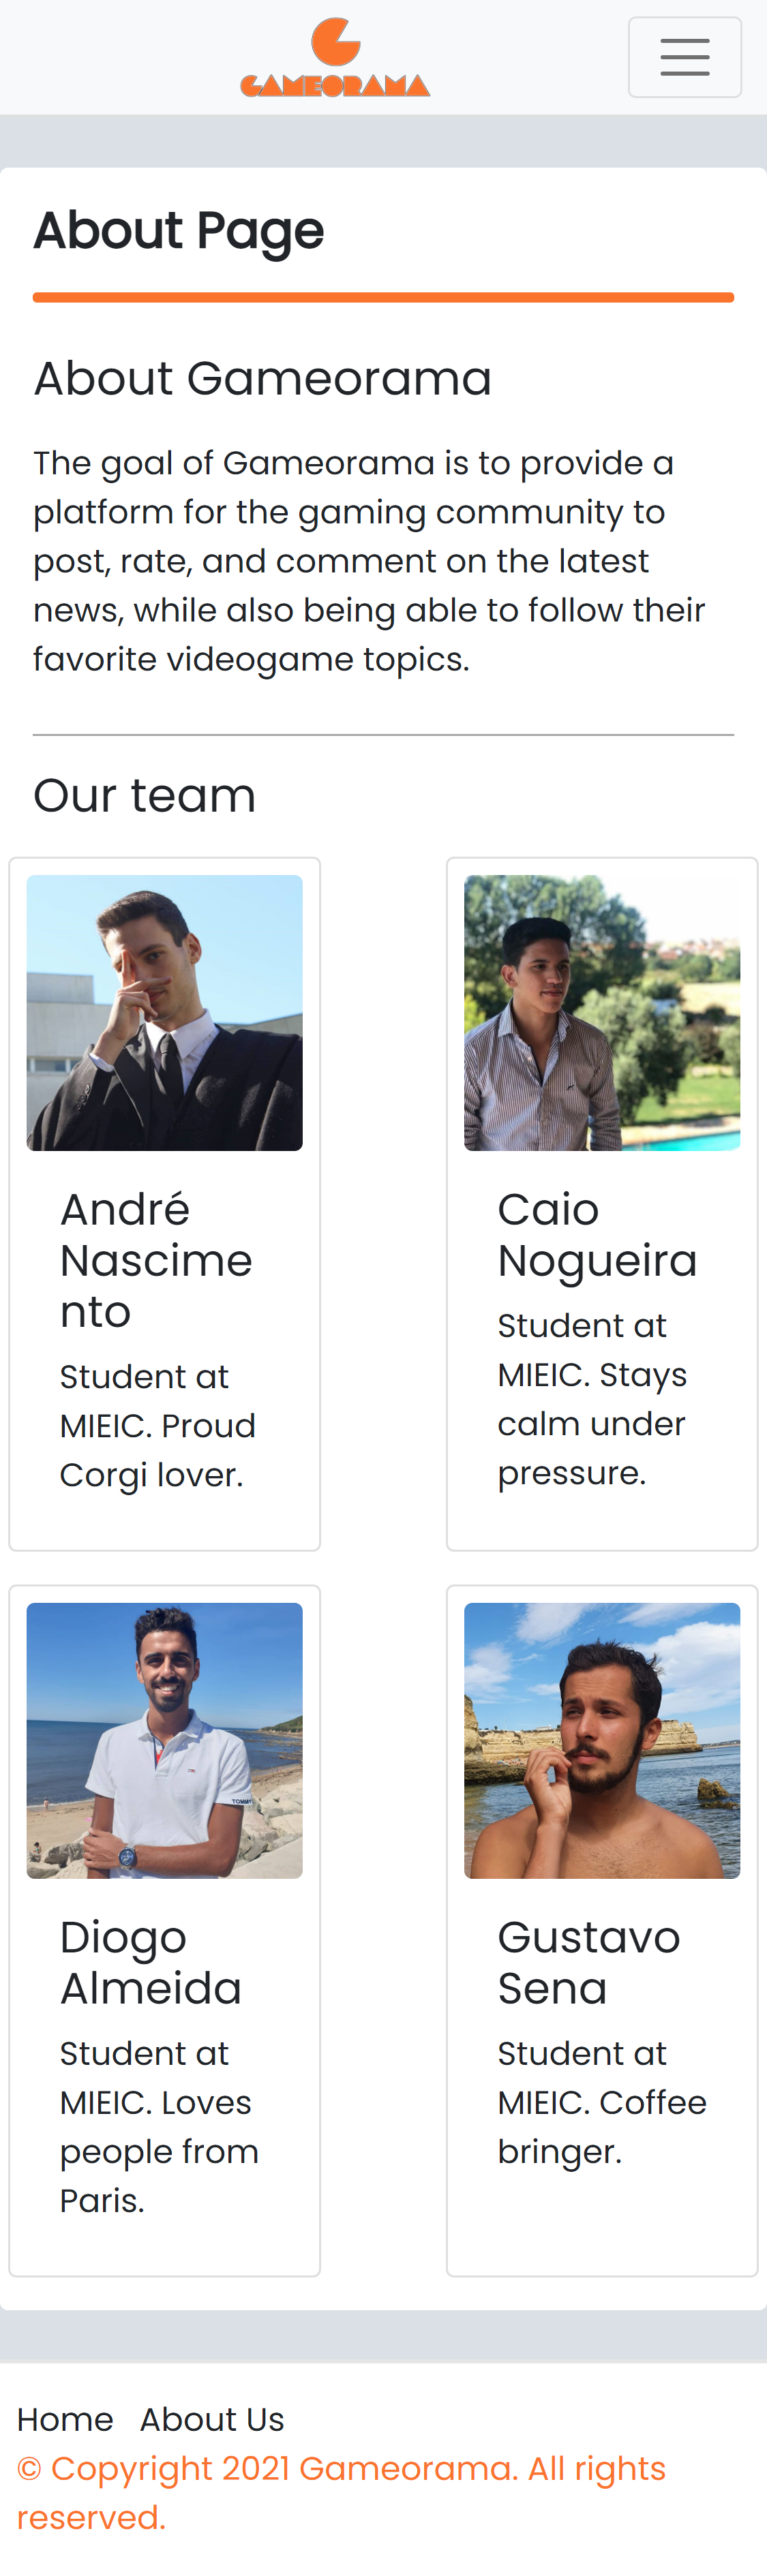 GAMEORAMA
About Page
About Gameorama
The goal of Gameorama is to provide a
platform for the gaming community to
post, rate, and comment on the latest
news, while also being able to follow their
favorite videogame topics.
Our team
André
Nascime
nto
Student at
MIEIC. Proud
Corgi lover.
Caio
Nogueira
Student at
MIEIC. Stays
calm under
pressure.
TOMMY
Diogo
Almeida
Student at
MIEIC. Loves
people from
Paris.
Gustavo
Sena
Student at
MIEIC. Coffee
bringer.
Home About Us
© Copyright 2021 Gameorama. All rights
reserved.